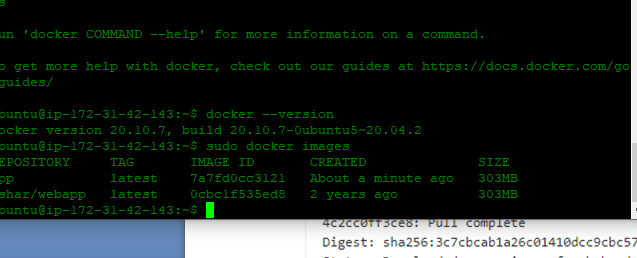 s
un 'docker COMMAND --help' for more information on a command.
o get more help with docker, check out our guides at https://docs.docker.com/go
guides/
buntu@ip-172-31-42-143:~$ docker --version
ocker version 20.10.7, build 20.10.7-0ubuntu5~20.04.2
buntu@ip-172-31-42-143:~$ sudo docker images
EPOSITORY TAG IMAGE ID CREATED SIZE
pp latest 7a7fd0cc3121 About a minute ago 303MB
shar/webapp latest 0cbc1f535ed8 2 years ago 303MB
buntu@ip-172-31-42-143:~$
4c2cc0ff3ce8: Pull complete
Digest: sha256:3c7cbcab1a26c01410dcc9cbc57